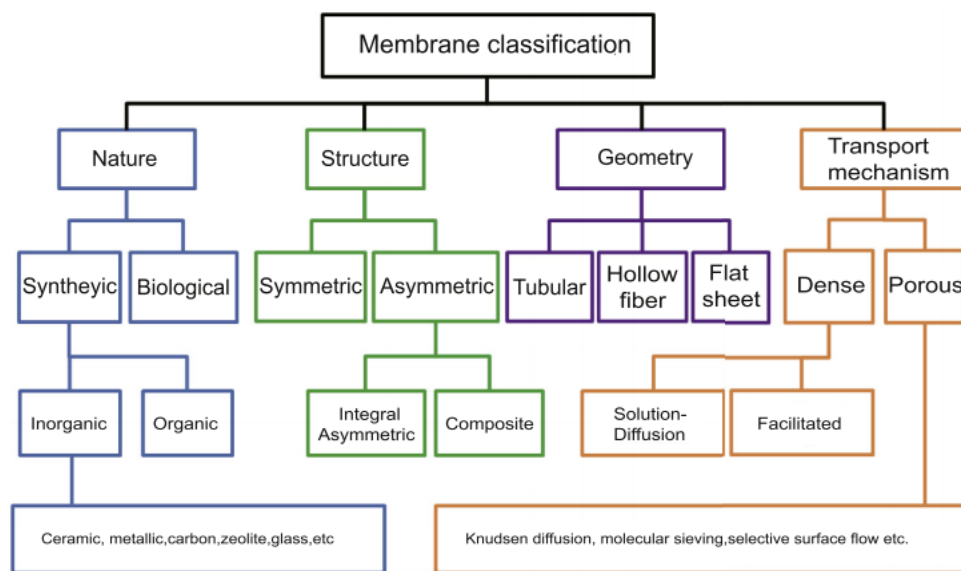 Membrane classification
Nature
Structure
Geometry
Transport
mechanism
Syntheyic
Biological
Symmetric
Asymmetric
Tubular
Hollow
fiber
Flat
sheet
Dense
Porous
Inorganic
Organic
Integral
Asymmetric
Composite
Solution-
Diffusion
Facilitated
Ceramic, metallic,carbon,zeolite,glass,etc
Knudsen diffusion, molecular sieving,selective surface flow etc.